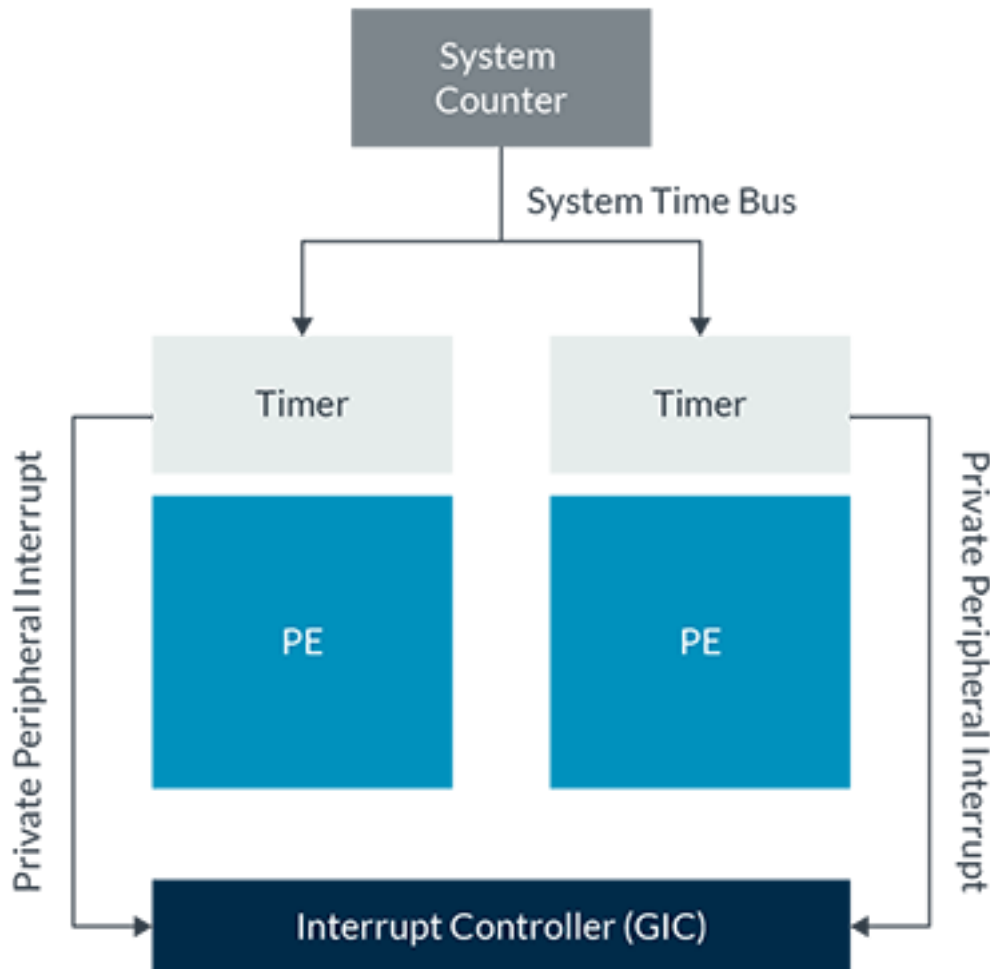 System
Counter
System Time Bus
Timer
Timer
Private Peripheral Interrupt
Private Peripheral Interrupt
PE
PE
Interrupt Controller (GIC)